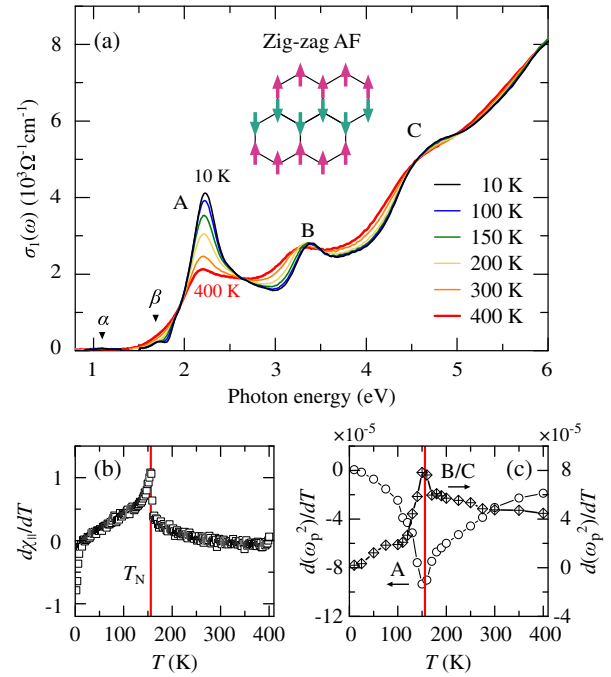 (a)
Zig-zag AF
8
6
4
2
0
σ₁(ω) (10³Ω⁻¹cm⁻¹)
A
10 K
400 K
B
C
α
β
10 K
100 K
150 K
200 K
300 K
400 K
1 2 3 4 5 6
Photon energy (eV)
(b)
1
0
-1
dχ||/dT
T_N
0 100 200 300 400
T (K)
×10⁻⁵ ×10⁻⁵
(c)
0
-4
-8
-12
d(ωₚ²)/dT
B/C
A
8
4
0
-4
d(ωₚ²)/dT
0 100 200 300 400
T (K)